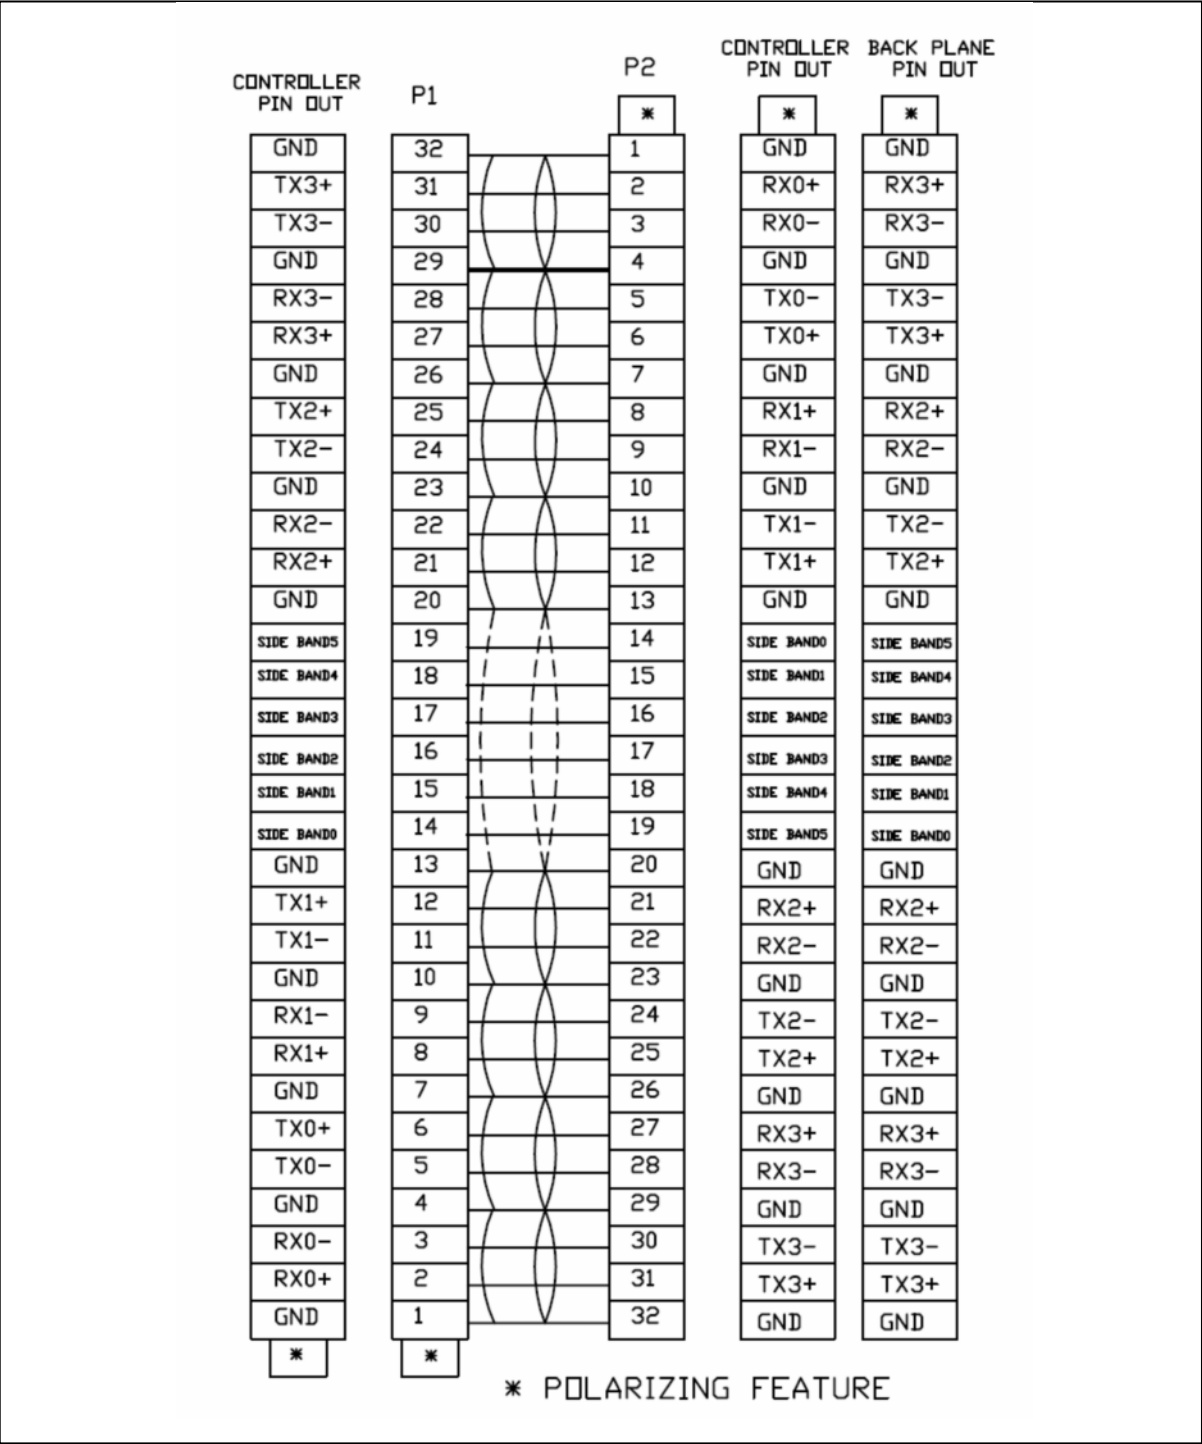 CONTROLLER BACK PLANE
P2 PIN OUT PIN OUT
CONTROLLER
PIN OUT P1
* * *
GND 32 1 GND GND
TX3+ 31 2 RX0+ RX3+
TX3- 30 3 RX0- RX3-
GND 29 4 GND GND
RX3- 28 5 TX0- TX3-
RX3+ 27 6 TX0+ TX3+
GND 26 7 GND GND
TX2+ 25 8 RX1+ RX2+
TX2- 24 9 RX1- RX2-
GND 23 10 GND GND
RX2- 22 11 TX1- TX2-
RX2+ 21 12 TX1+ TX2+
GND 20 13 GND GND
SIDE BAND5 19 14 SIDE BAND0 SIDE BAND5
SIDE BAND4 18 15 SIDE BAND1 SIDE BAND4
SIDE BAND3 17 16 SIDE BAND2 SIDE BAND3
SIDE BAND2 16 17 SIDE BAND3 SIDE BAND2
SIDE BAND1 15 18 SIDE BAND4 SIDE BAND1
SIDE BAND0 14 19 SIDE BAND5 SIDE BAND0
GND 13 20 GND GND
TX1+ 12 21 RX2+ RX2+
TX1- 11 22 RX2- RX2-
GND 10 23 GND GND
RX1- 9 24 TX2- TX2-
RX1+ 8 25 TX2+ TX2+
GND 7 26 GND GND
TX0+ 6 27 RX3+ RX3+
TX0- 5 28 RX3- RX3-
GND 4 29 GND GND
RX0- 3 30 TX3- TX3-
RX0+ 2 31 TX3+ TX3+
GND 1 32 GND GND
* *
* POLARIZING FEATURE